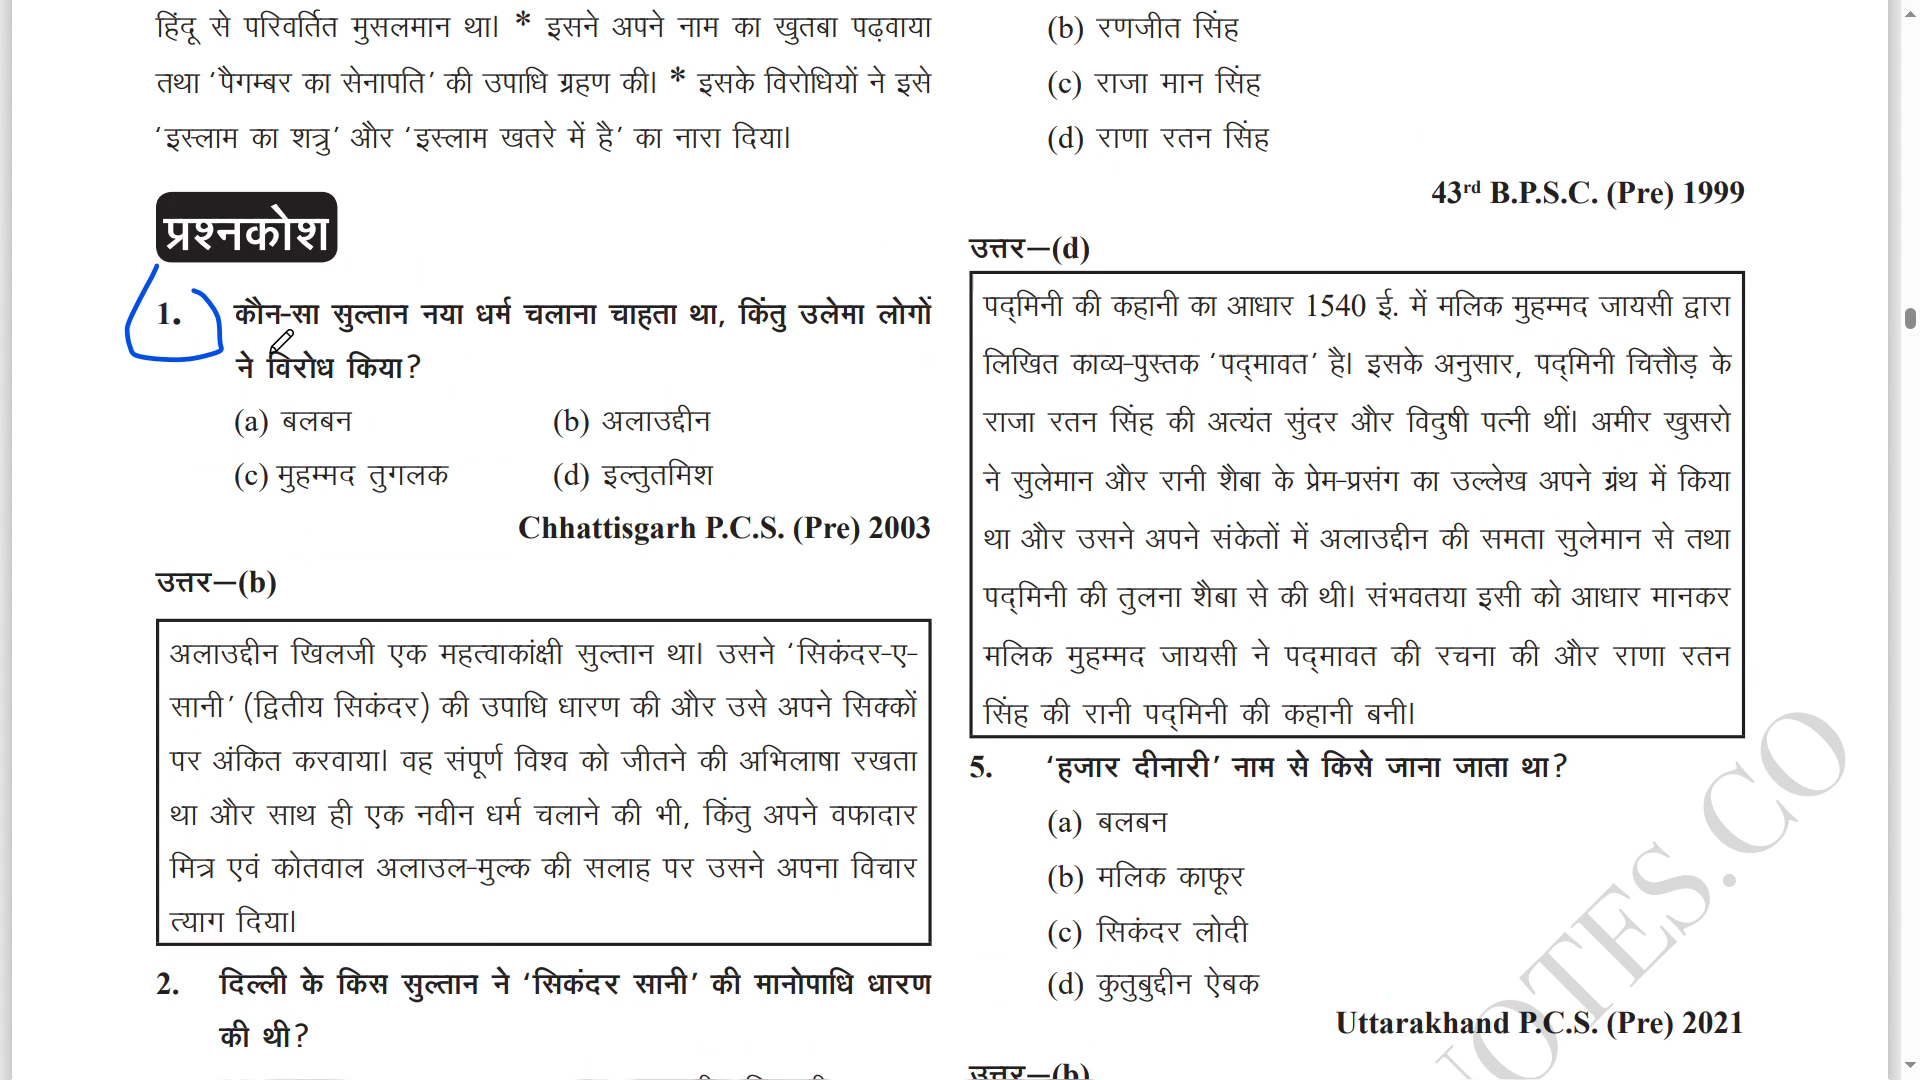 हिंदू से परिवर्तित मुसलमान था। * इसने अपने नाम का खुतबा पढ़वाया
तथा ‘पैगम्बर का सेनापति’ की उपाधि ग्रहण की। * इसके विरोधियों ने इसे
‘इस्लाम का शत्रु’ और ‘इस्लाम खतरे में है’ का नारा दिया।
प्रश्नकोश
1. कौन-सा सुल्तान नया धर्म चलाना चाहता था, किंतु उलेमा लोगों
ने विरोध किया?
(a) बलबन (b) अलाउद्दीन
(c) मुहम्मद तुगलक (d) इल्तुतमिश
Chhattisgarh P.C.S. (Pre) 2003
उत्तर–(b)
अलाउद्दीन खिलजी एक महत्वाकांक्षी सुल्तान था। उसने ‘सिकंदर-ए-
सानी’ (द्वितीय सिकंदर) की उपाधि धारण की और उसे अपने सिक्कों
पर अंकित करवाया। वह संपूर्ण विश्व को जीतने की अभिलाषा रखता
था और साथ ही एक नवीन धर्म चलाने की भी, किंतु अपने वफादार
मित्र एवं कोतवाल अलाउल-मुल्क की सलाह पर उसने अपना विचार
त्याग दिया।
2. दिल्ली के किस सुल्तान ने ‘सिकंदर सानी’ की मानोपाधि धारण
की थी?
(b) रणजीत सिंह
(c) राजा मान सिंह
(d) राणा रतन सिंह
43rd B.P.S.C. (Pre) 1999
उत्तर–(d)
पद्मिनी की कहानी का आधार 1540 ई. में मलिक मुहम्मद जायसी द्वारा
लिखित काव्य-पुस्तक ‘पद्मावत’ है। इसके अनुसार, पद्मिनी चित्तौड़ के
राजा रतन सिंह की अत्यंत सुंदर और विदुषी पत्नी थीं। अमीर खुसरो
ने सुलेमान और रानी शैबा के प्रेम-प्रसंग का उल्लेख अपने ग्रंथ में किया
था और उसने अपने संकेतों में अलाउद्दीन की समता सुलेमान से तथा
पद्मिनी की तुलना शैबा से की थी। संभवतया इसी को आधार मानकर
मलिक मुहम्मद जायसी ने पद्मावत की रचना की और राणा रतन
सिंह की रानी पद्मिनी की कहानी बनी।
5. ‘हजार दीनारी’ नाम से किसे जाना जाता था?
(a) बलबन
(b) मलिक काफूर
(c) सिकंदर लोदी
(d) कुतुबुद्दीन ऐबक
Uttarakhand P.C.S. (Pre) 2021
उत्तर–(b)
NOTES.CO